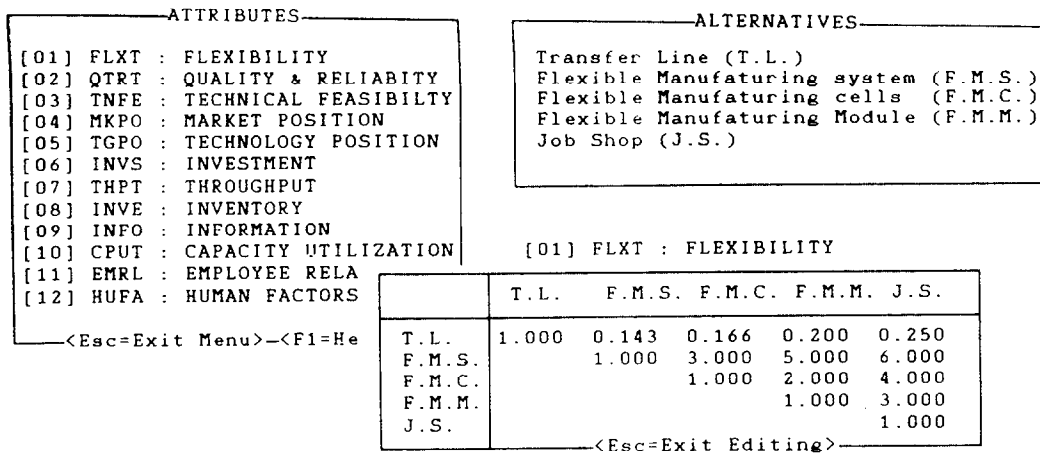 ATTRIBUTES
[01] FLXT : FLEXIBILITY
[02] QTRT : QUALITY & RELIABITY
[03] TNFE : TECHNICAL FEASIBILTY
[04] MKPO : MARKET POSITION
[05] TGPO : TECHNOLOGY POSITION
[06] INVS : INVESTMENT
[07] THPT : THROUGHPUT
[08] INVE : INVENTORY
[09] INFO : INFORMATION
[10] CPUT : CAPACITY UTILIZATION
[11] EMRL : EMPLOYEE RELA
[12] HUFA : HUMAN FACTORS
<Esc=Exit Menu>—<F1=He
ALTERNATIVES
Transfer Line (T.L.)
Flexible Manufaturing system (F.M.S.)
Flexible Manufaturing cells (F.M.C.)
Flexible Manufaturing Module (F.M.M.)
Job Shop (J.S.)
[01] FLXT : FLEXIBILITY
T.L. F.M.S. F.M.C. F.M.M. J.S.
T.L. 1.000 0.143 0.166 0.200 0.250
F.M.S. 1.000 3.000 5.000 6.000
F.M.C. 1.000 2.000 4.000
F.M.M. 1.000 3.000
J.S. 1.000
<Esc=Exit Editing>